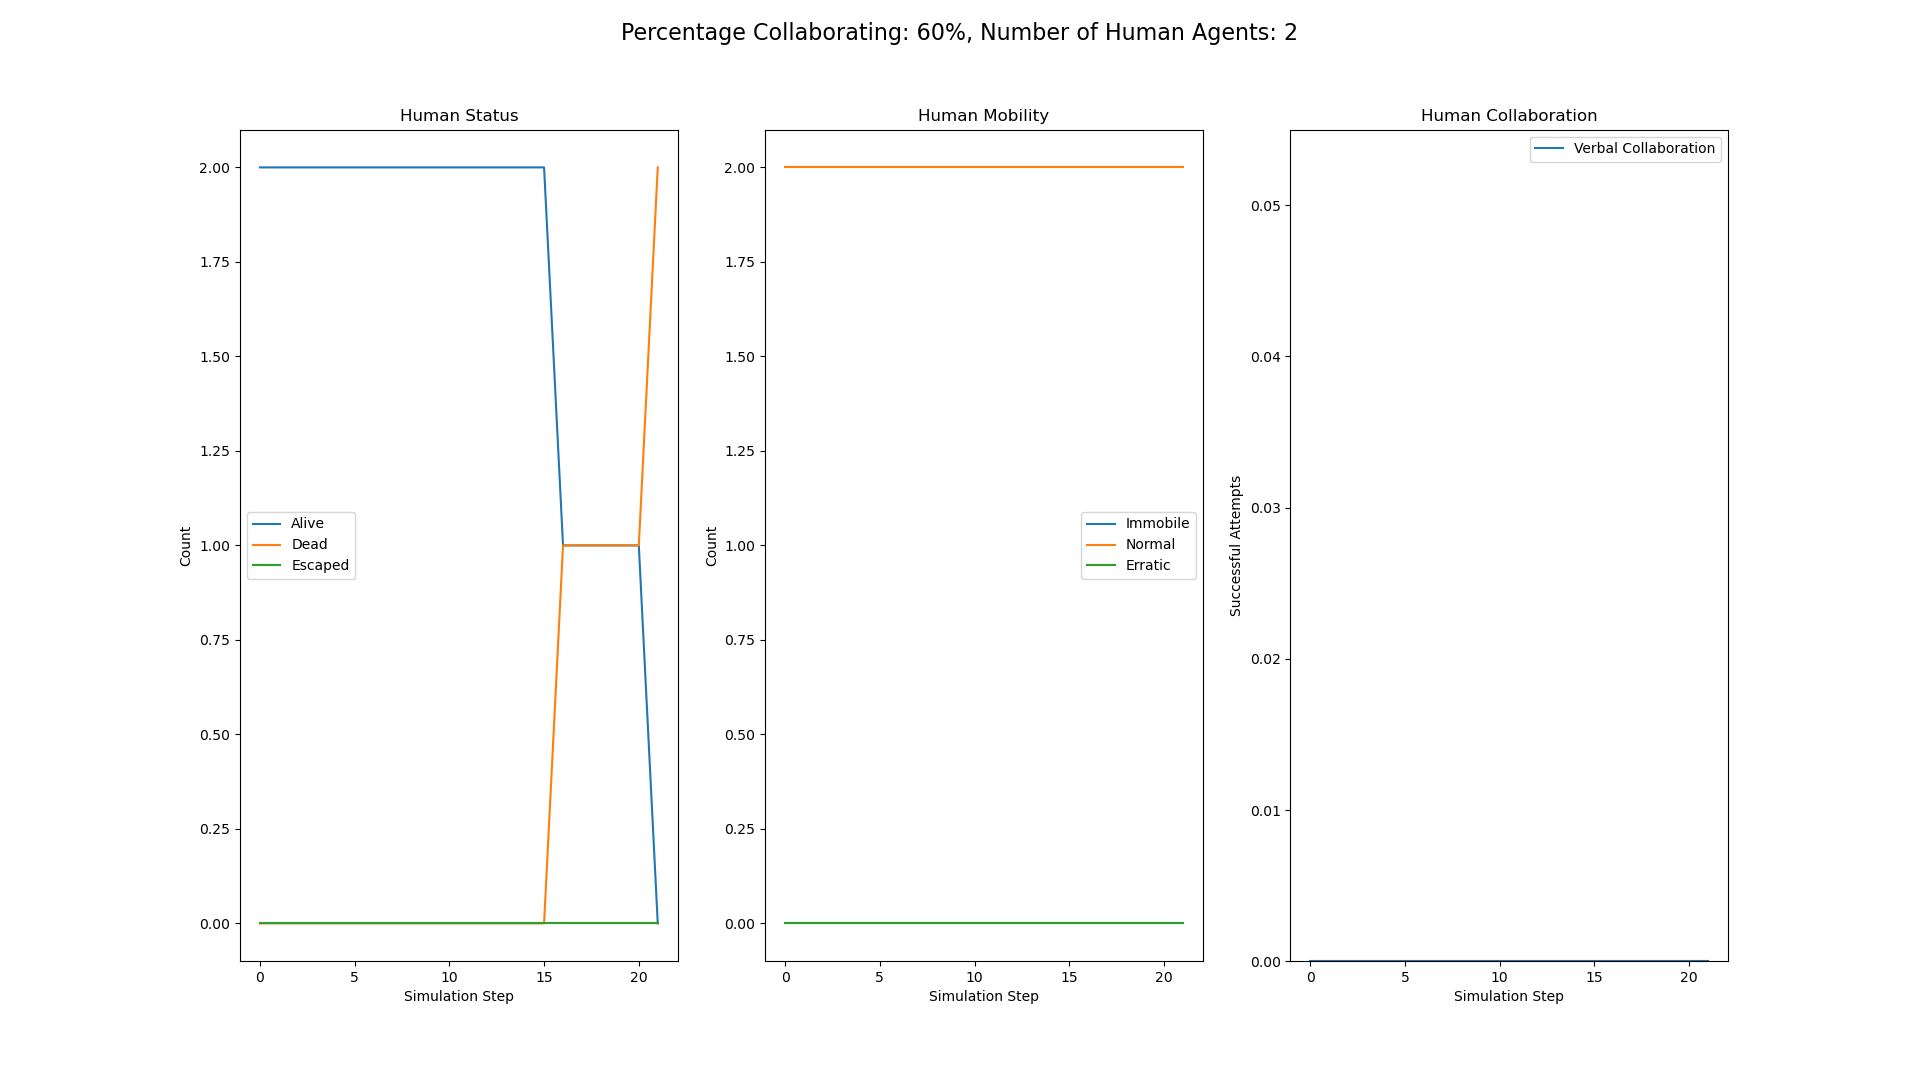 Percentage Collaborating: 60%, Number of Human Agents: 2
Human Status
2.00
1.75
1.50
1.25
1.00
0.75
0.50
0.25
0.00
Count
Alive
Dead
Escaped
0 5 10 15 20
Simulation Step
Human Mobility
2.00
1.75
1.50
1.25
1.00
0.75
0.50
0.25
0.00
Count
Immobile
Normal
Erratic
0 5 10 15 20
Simulation Step
Human Collaboration
Verbal Collaboration
0.05
0.04
0.03
0.02
0.01
0.00
Successful Attempts
0 5 10 15 20
Simulation Step